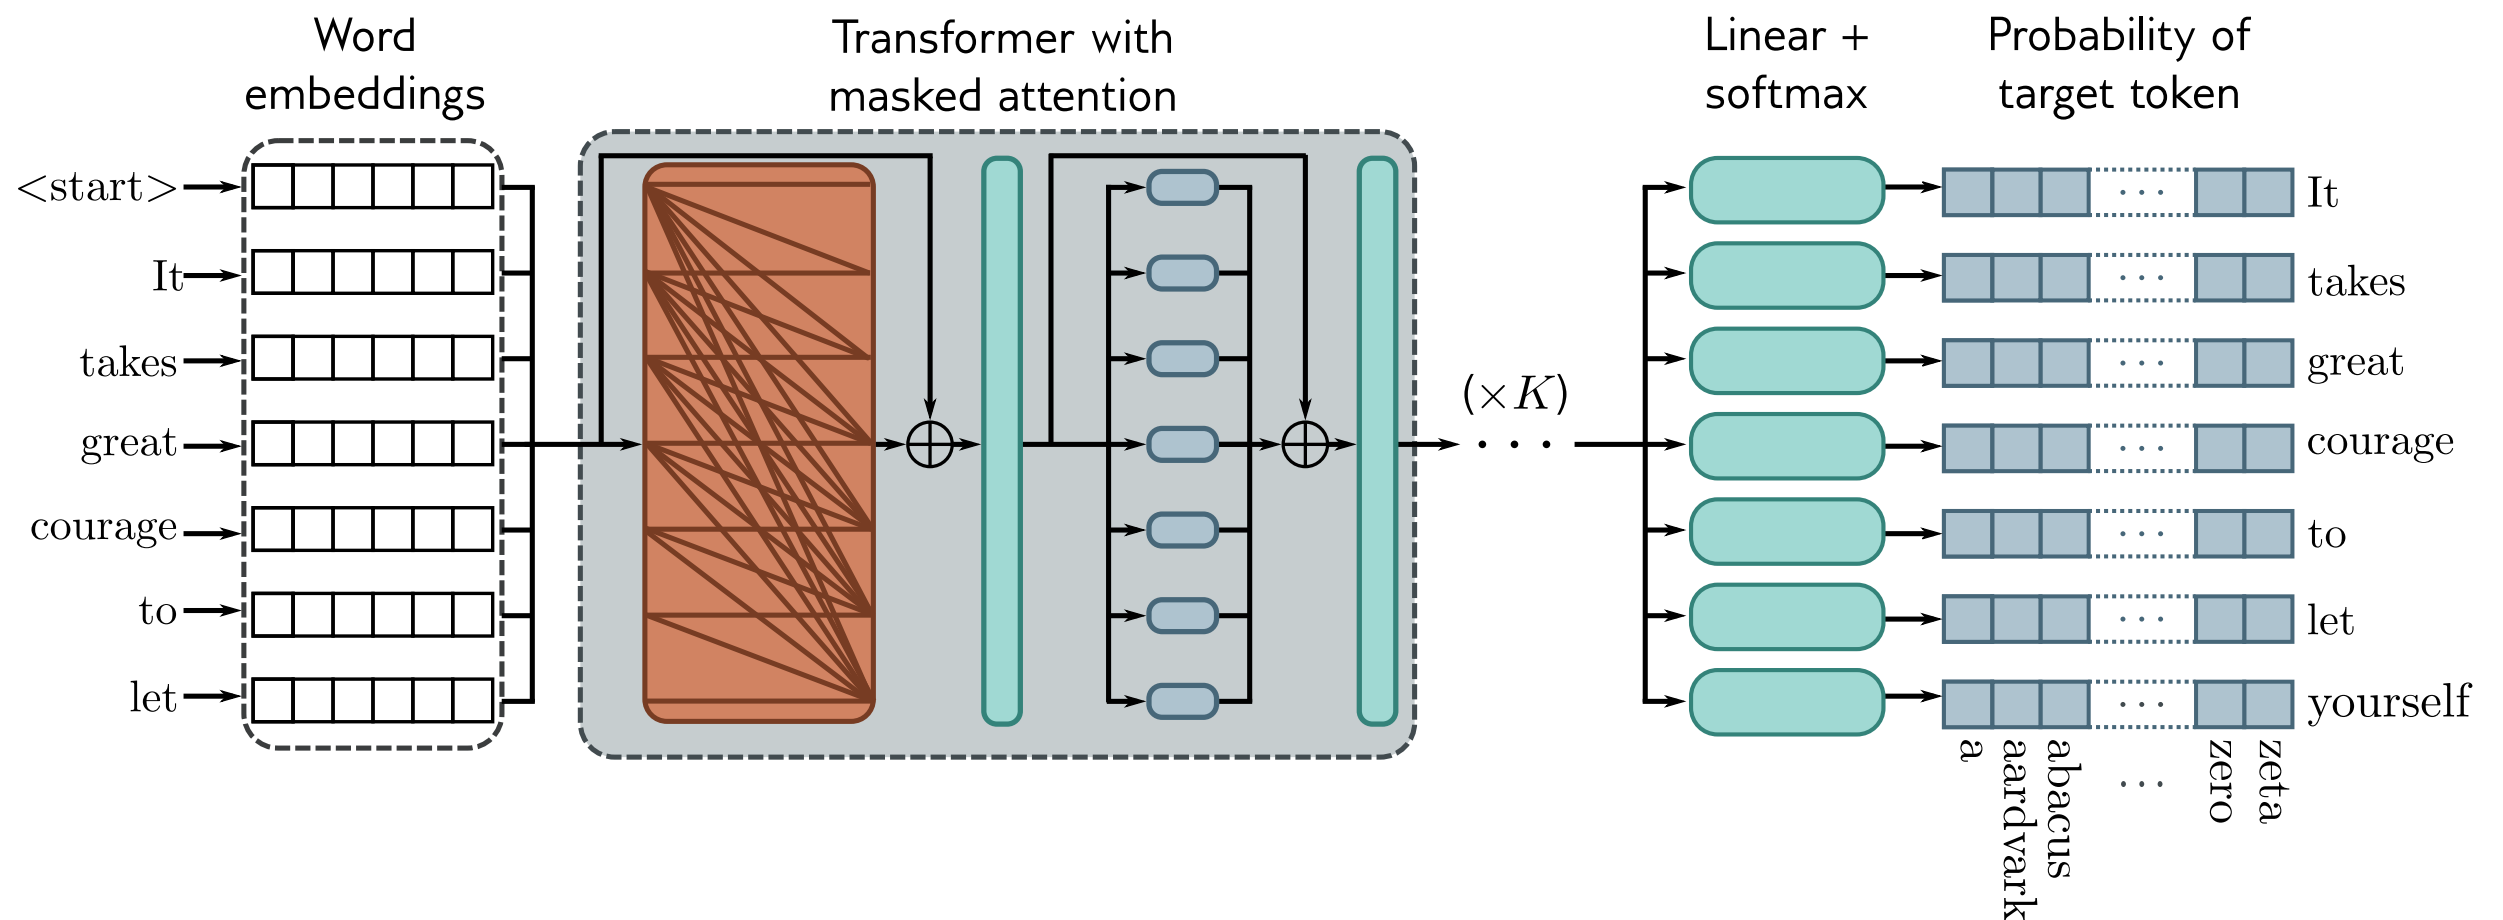 Word
embeddings
Transformer with
masked attention
Linear +
softmax
Probability of
target token
<start>
It
takes
great
courage
to
let
(×K)
It
takes
great
courage
to
let
yourself
a
aardvark
abacus
zero
zeta